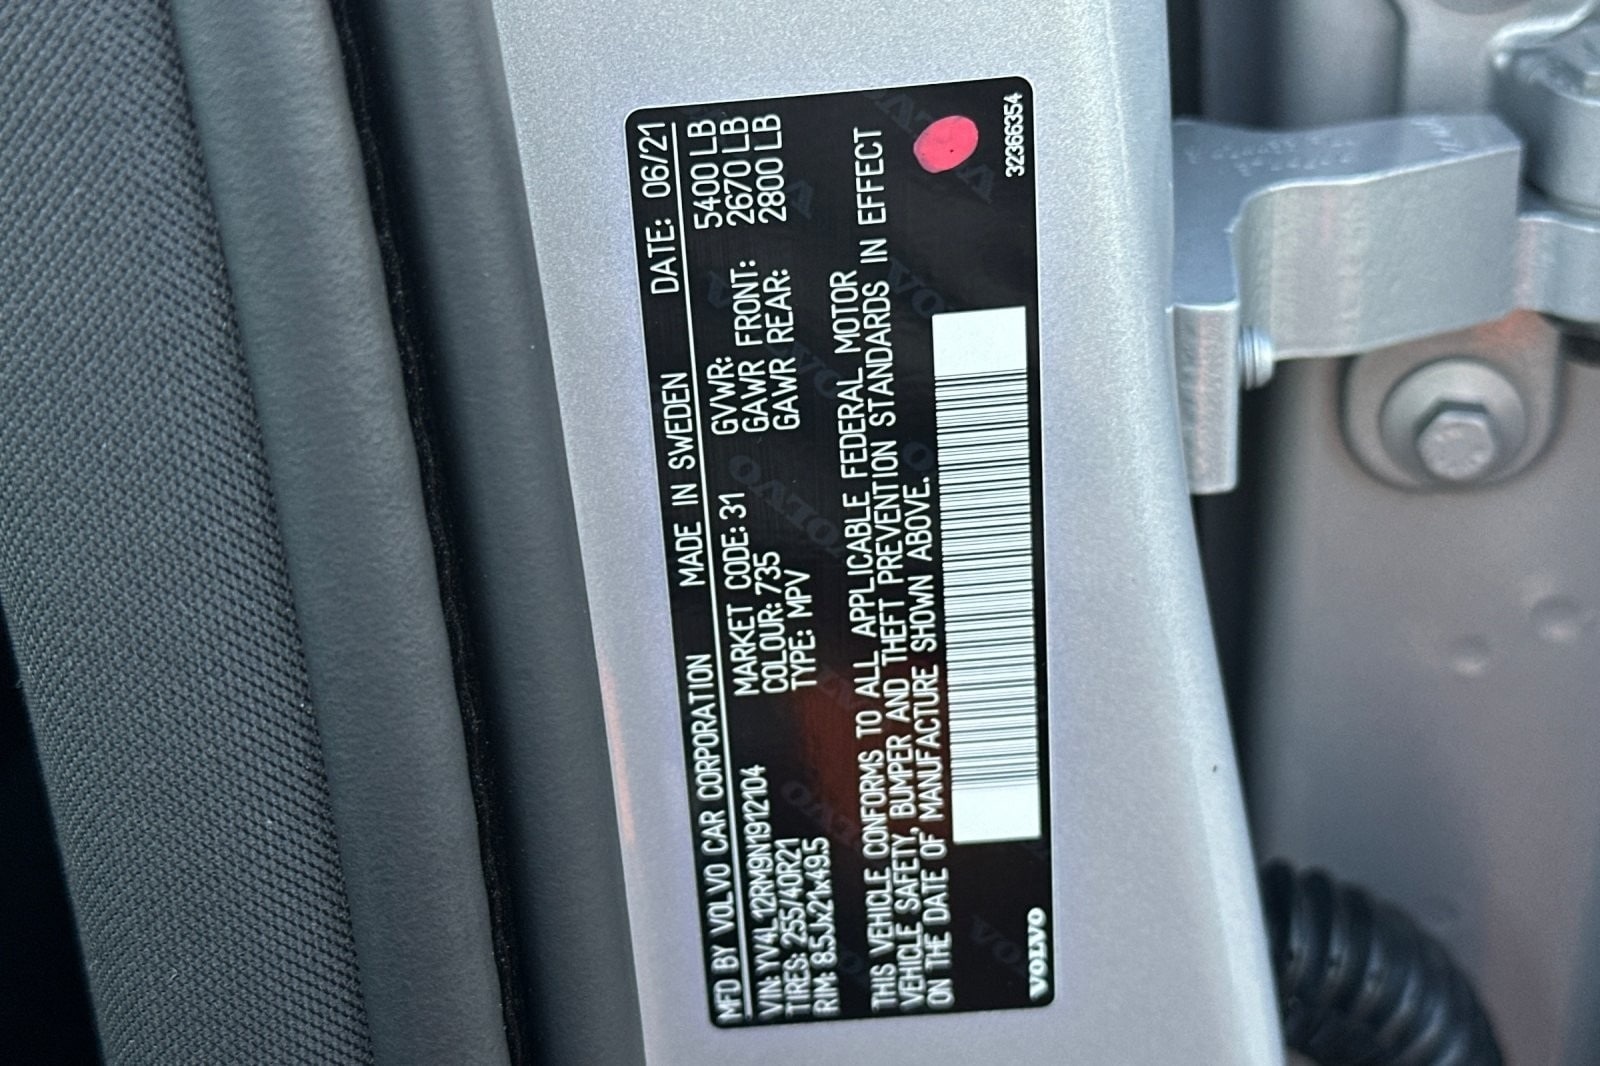 MFD BY VOLVO CAR CORPORATION MADE IN SWEDEN DATE: 06/21
VIN: YV4L12RM9N1912104 MARKET CODE: 31 GVWR: 5400 LB
TIRES: 255/40R21 COLOUR: 735 GAWR FRONT: 2670 LB
RIM: 8.5Jx21x49.5 TYPE: MPV GAWR REAR: 2800 LB
THIS VEHICLE CONFORMS TO ALL APPLICABLE FEDERAL MOTOR
VEHICLE SAFETY, BUMPER AND THEFT PREVENTION STANDARDS IN EFFECT
ON THE DATE OF MANUFACTURE SHOWN ABOVE.
VOLVO 32366354